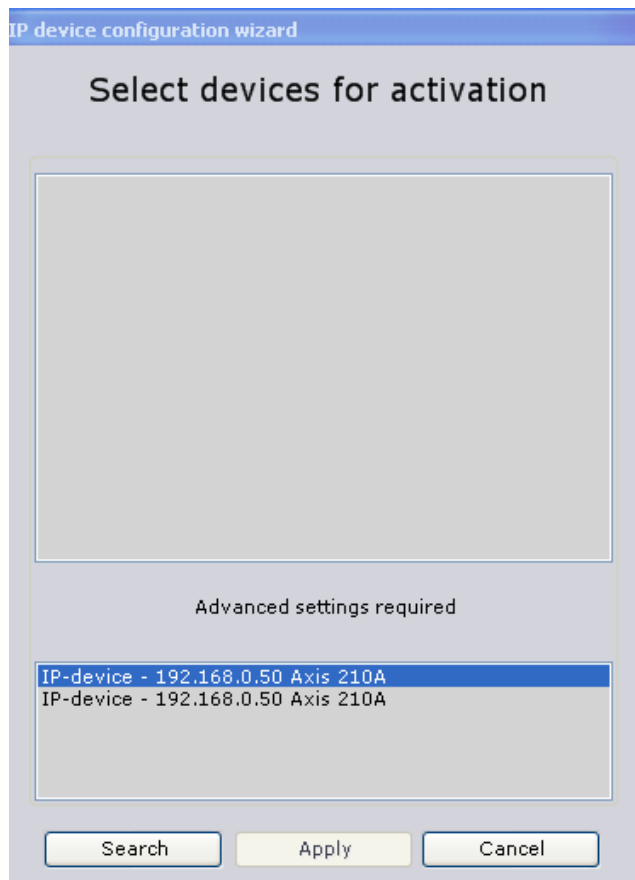 IP device configuration wizard
Select devices for activation
Advanced settings required
IP-device - 192.168.0.50 Axis 210A
IP-device - 192.168.0.50 Axis 210A
Search Apply Cancel